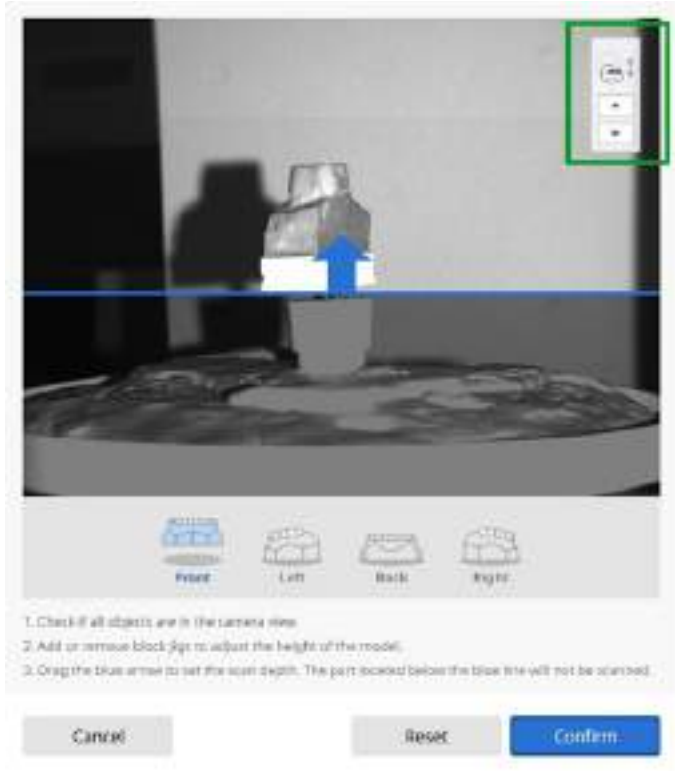 Front
Left
Back
Right
1. Check if all objects are in the camera view.
2. Add or remove block jigs to adjust the height of the model.
3. Drag the blue arrow to set the scan depth. The part located below the blue line will not be scanned.
Cancel
Reset
Confirm